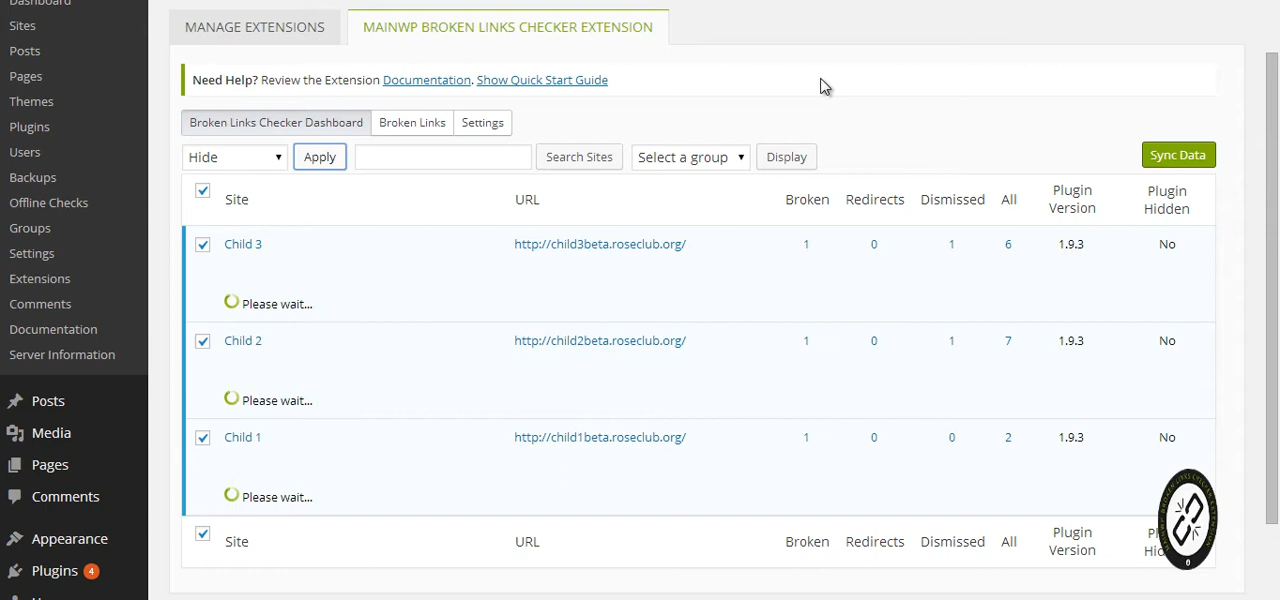 Dashboard
Sites
Posts
Pages
Themes
Plugins
Users
Backups
Offline Checks
Groups
Settings
Extensions
Comments
Documentation
Server Information
Posts
Media
Pages
Comments
Appearance
Plugins 4
MANAGE EXTENSIONS MAINWP BROKEN LINKS CHECKER EXTENSION
Need Help? Review the Extension Documentation. Show Quick Start Guide
Broken Links Checker Dashboard Broken Links Settings
Hide Apply Search Sites Select a group Display Sync Data
Site URL Broken Redirects Dismissed All Plugin Version Plugin Hidden
Child 3 http://child3beta.roseclub.org/ 1 0 1 6 1.9.3 No
Please wait...
Child 2 http://child2beta.roseclub.org/ 1 0 1 7 1.9.3 No
Please wait...
Child 1 http://child1beta.roseclub.org/ 1 0 0 2 1.9.3 No
Please wait...
Site URL Broken Redirects Dismissed All Plugin Version